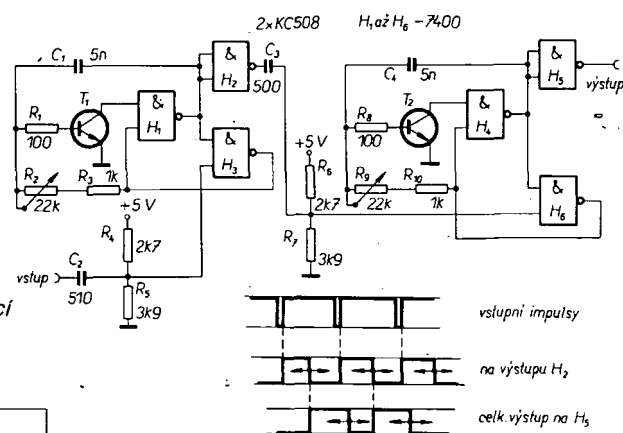 2xKC508 H₁ až H₆ - 7400
C₁ 5n
& H₂
C₃ 500
R₁ 100
T₁
& H₁
& H₃
R₂ 22k
R₃ 1k
+5 V
R₄ 2k7
vstup C₂ 510
R₅ 3k9
C₄ 5n
& H₅
výstup
R₈ 100
T₂
& H₄
+5 V
R₆ 2k7
R₉ 22k
R₁₀ 1k
& H₆
R₇ 3k9
cí
vstupní impulsy
na výstupu H₂
celk. výstup na H₅